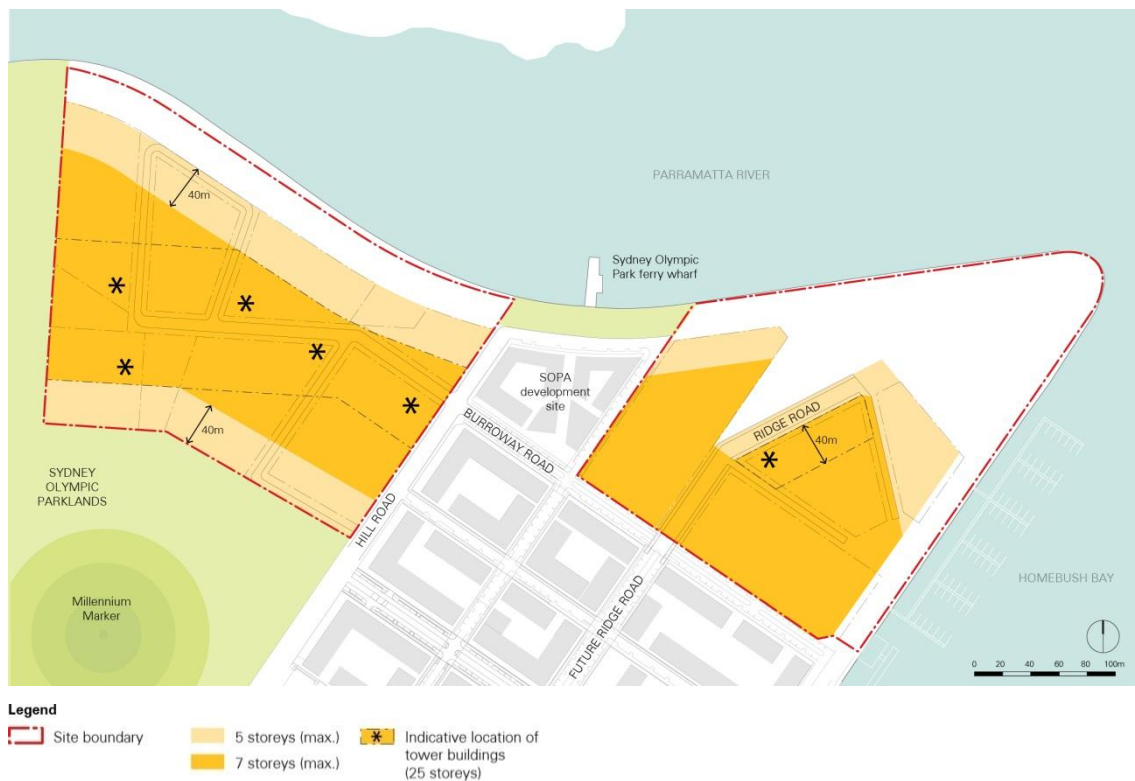 PARRAMATTA RIVER
40m
Sydney Olympic
Park ferry wharf
SOPA
development
site
RIDGE ROAD
40m
BURROWAY ROAD
40m
SYDNEY
OLYMPIC
PARKLANDS
HILL ROAD
Millennium
Marker
FUTURE RIDGE ROAD
HOMEBUSH BAY
0 20 40 60 80 100m
Legend
Site boundary
5 storeys (max.)
7 storeys (max.)
Indicative location of
tower buildings
(25 storeys)